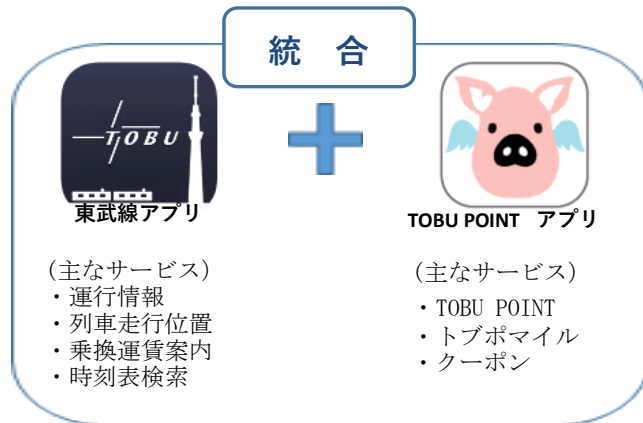 統　合
TOBU
東武線アプリ
TOBU POINT　アプリ
（主なサービス）
・運行情報
・列車走行位置
・乗換運賃案内
・時刻表検索
（主なサービス）
・TOBU POINT
・トブポマイル
・クーポン